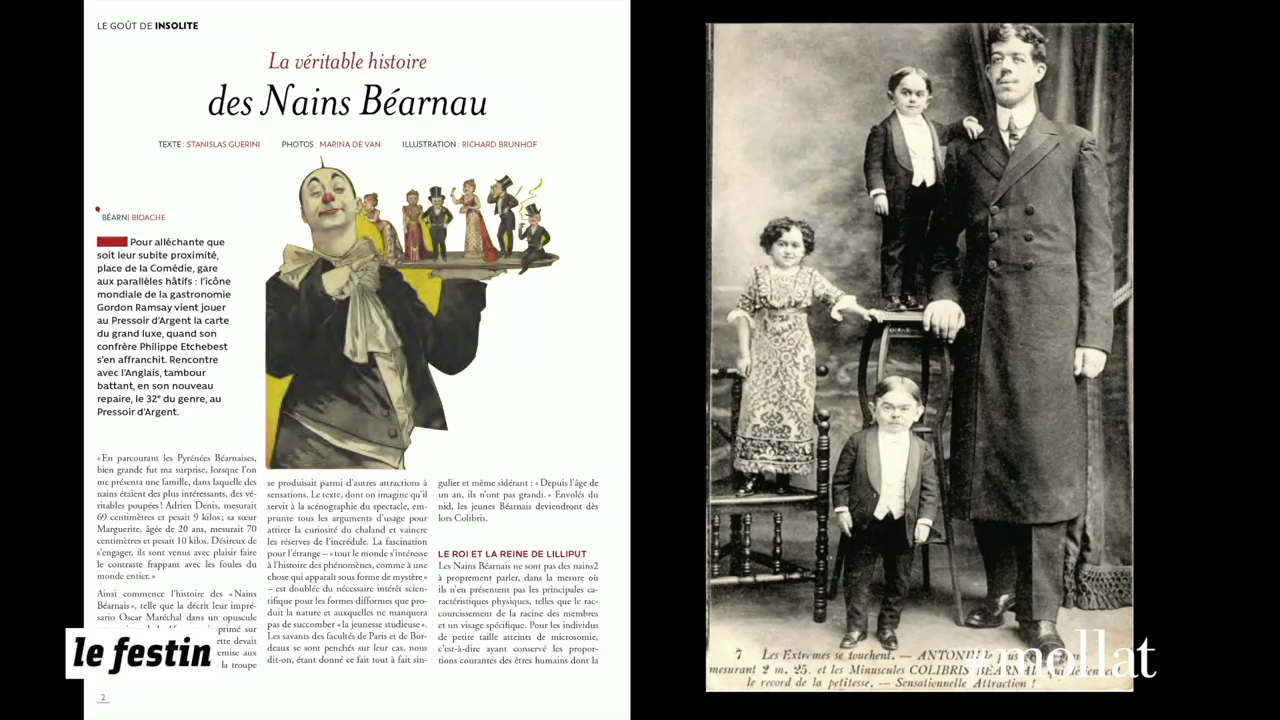 LE GOÛT DE INSOLITE
La véritable histoire
des Nains Béarnau
TEXTE : STANISLAS GUERINI PHOTOS : MARINA DE VAN ILLUSTRATION : RICHARD BRUNHOF
BÉARN| BIDACHE
Pour alléchante que
soit leur subite proximité,
place de la Comédie, gare
aux parallèles hâtifs : l'icône
mondiale de la gastronomie
Gordon Ramsay vient jouer
au Pressoir d'Argent la carte
du grand luxe, quand son
confrère Philippe Etchebest
s'en affranchit. Rencontre
avec l'Anglais, tambour
battant, en son nouveau
repaire, le 32e du genre, au
Pressoir d'Argent.
« En parcourant les Pyrénées Béarnaises,
bien grande fut ma surprise, lorsque l'on
me présenta une famille, dans laquelle des
nains étaient des plus intéressants, des vé-
ritables poupées! Adrien Denis, mesurait
69 centimètres et pesait 9 kilos ; sa sœur
Marguerite, âgée de 20 ans, mesurait 70
centimètres et pesait 10 kilos. Désireux de
s'engager, ils sont venus avec plaisir faire
le contraste frappant avec les foules du
monde entier. »
Ainsi commence l'histoire des « Nains
Béarnais », telle que la décrit leur impré-
sario Oscar Maréchal dans un opuscule
primé sur
ette devait
emise aux
la troupe
2
se produisait parmi d'autres attractions à
sensations. Le texte, dont on imagine qu'il
servit à la scénographie du spectacle, em-
prunte tous les arguments d'usage pour
attirer la curiosité du chaland et vaincre
les réserves de l'incrédule. La fascination
pour l'étrange – « tout le monde s'intéresse
à l'histoire des phénomènes, comme à une
chose qui apparaît sous forme de mystère »
– est doublée du nécessaire intérêt scien-
tifique pour les formes difformes que pro-
duit la nature et auxquelles ne manquera
pas de succomber « la jeunesse studieuse ».
Les savants des facultés de Paris et de Bor-
deaux se sont penchés sur leur cas, nous
dit-on, étant donné ce fait tout à fait sin-
gulier et même sidérant : « Depuis l'âge de
un an, ils n'ont pas grandi. » Envolés du
nid, les jeunes Béarnais deviendront dès
lors Colibris.
LE ROI ET LA REINE DE LILLIPUT
Les Nains Béarnais ne sont pas des nains2
à proprement parler, dans la mesure où
ils n'en présentent pas les principales ca-
ractéristiques physiques, telles que le rac-
courcissement de la racine des membres
et un visage spécifique. Pour les individus
de petite taille atteints de microsomie,
c'est-à-dire ayant conservé les propor-
tions courantes des êtres humains dont la
le festin
7 Les Extrêmes se touchent. — ANTONI
mesurant 2 m. 25. et les Minuscules COLIBRIS BÉARNA
le record de la petitesse. — Sensationnelle Attraction !
mollat